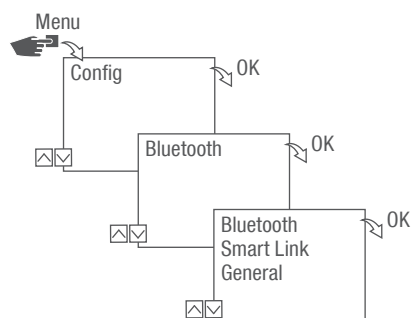 Menu
Config
OK
Bluetooth
OK
Bluetooth
Smart Link
General
OK